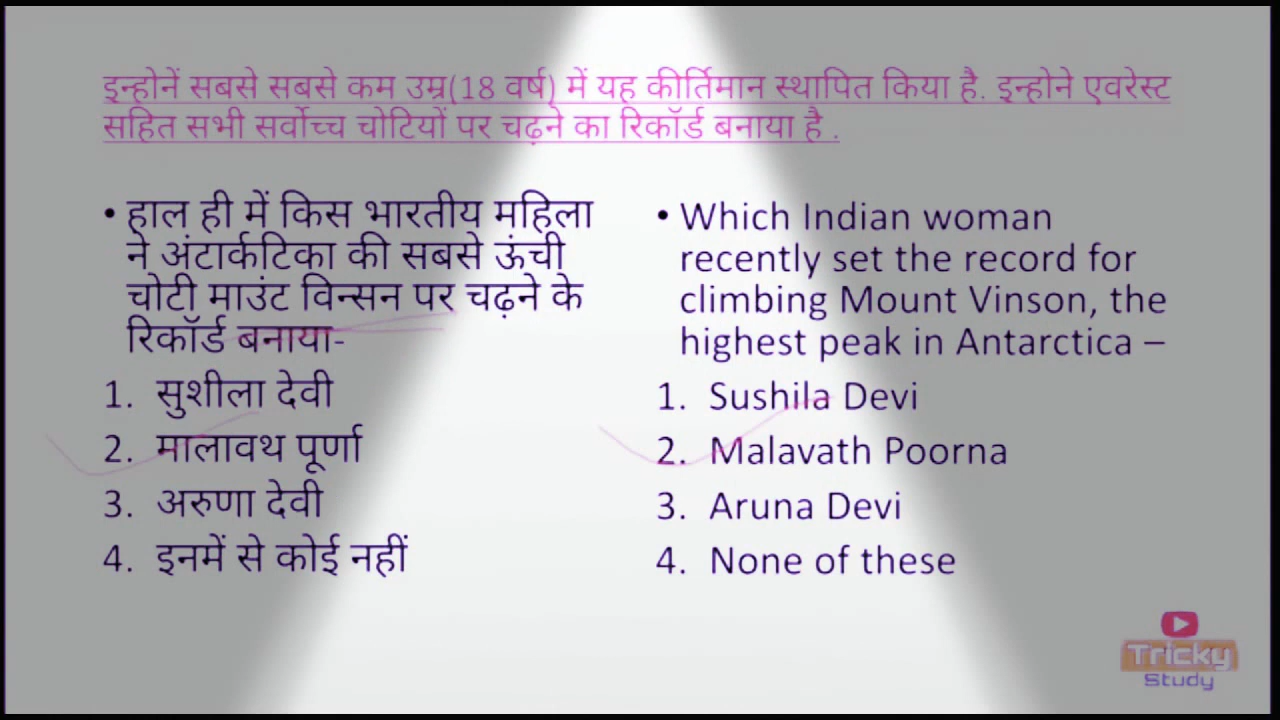 इन्होनें सबसे सबसे कम उम्र(18 वर्ष) में यह कीर्तिमान स्थापित किया है. इन्होने एवरेस्ट
सहित सभी सर्वोच्च चोटियों पर चढ़ने का रिकॉर्ड बनाया है .
• हाल ही में किस भारतीय महिला
ने अंटार्कटिका की सबसे ऊंची
चोटी माउंट विन्सन पर चढ़ने के
रिकॉर्ड बनाया-
1. सुशीला देवी
2. मालावथ पूर्णा
3. अरुणा देवी
4. इनमें से कोई नहीं
• Which Indian woman
recently set the record for
climbing Mount Vinson, the
highest peak in Antarctica –
1. Sushila Devi
2. Malavath Poorna
3. Aruna Devi
4. None of these
Tricky
Study